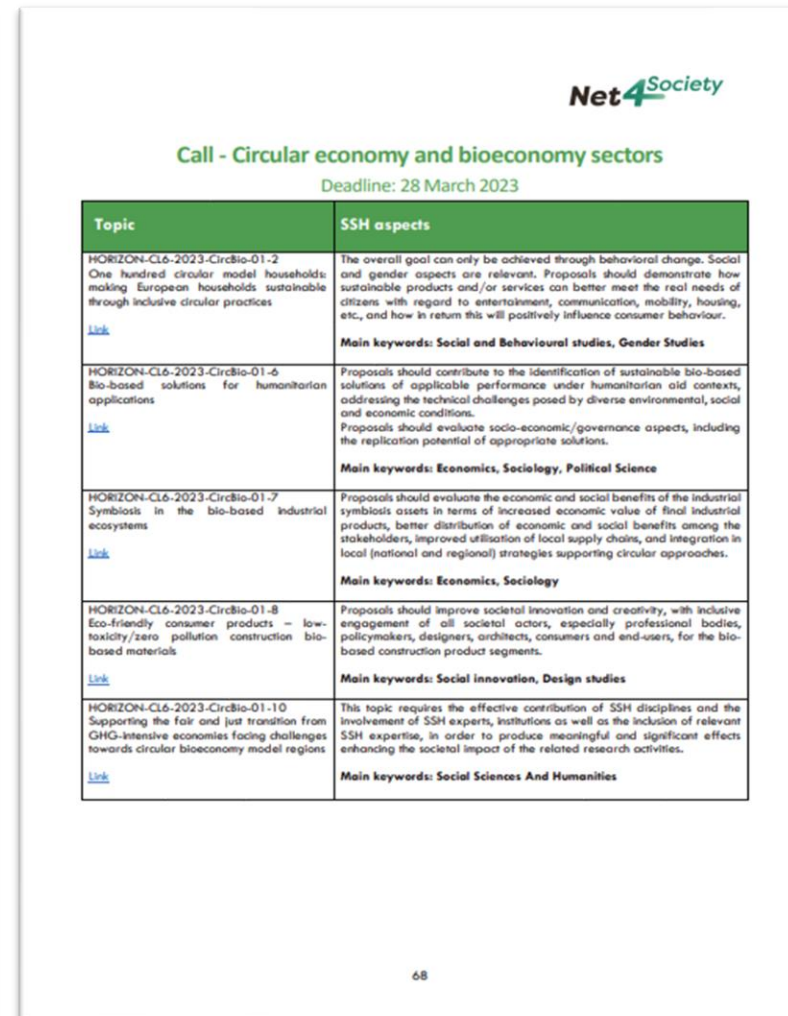 Net4Society
Call - Circular economy and bioeconomy sectors
Deadline: 28 March 2023
Topic
SSH aspects
HORIZON-CL6-2023-CircBio-01-2
One hundred circular model households:
making European households sustainable
through inclusive circular practices
Link
The overall goal can only be achieved through behavioral change. Social
and gender aspects are relevant. Proposals should demonstrate how
sustainable products and/or services can better meet the real needs of
citizens with regard to entertainment, communication, mobility, housing,
etc., and how in return this will positively influence consumer behaviour.
Main keywords: Social and Behavioural studies, Gender Studies
HORIZON-CL6-2023-CircBio-01-6
Bio-based solutions for humanitarian
applications
Link
Proposals should contribute to the identification of sustainable bio-based
solutions of applicable performance under humanitarian aid contexts,
addressing the technical challenges posed by diverse environmental, social
and economic conditions.
Proposals should evaluate socio-economic/governance aspects, including
the replication potential of appropriate solutions.
Main keywords: Economics, Sociology, Political Science
HORIZON-CL6-2023-CircBio-01-7
Symbiosis in the bio-based industrial
ecosystems
Link
Proposals should evaluate the economic and social benefits of the industrial
symbiosis assets in terms of increased economic value of final industrial
products, better distribution of economic and social benefits among the
stakeholders, improved utilisation of local supply chains, and integration in
local (national and regional) strategies supporting circular approaches.
Main keywords: Economics, Sociology
HORIZON-CL6-2023-CircBio-01-8
Eco-friendly consumer products – low-
toxicity/zero pollution construction bio-
based materials
Link
Proposals should improve societal innovation and creativity, with inclusive
engagement of all societal actors, especially professional bodies,
policymakers, designers, architects, consumers and end-users, for the bio-
based construction product segments.
Main keywords: Social innovation, Design studies
HORIZON-CL6-2023-CircBio-01-10
Supporting the fair and just transition from
GHG-intensive economies facing challenges
towards circular bioeconomy model regions
Link
This topic requires the effective contribution of SSH disciplines and the
involvement of SSH experts, institutions as well as the inclusion of relevant
SSH expertise, in order to produce meaningful and significant effects
enhancing the societal impact of the related research activities.
Main keywords: Social Sciences And Humanities
68